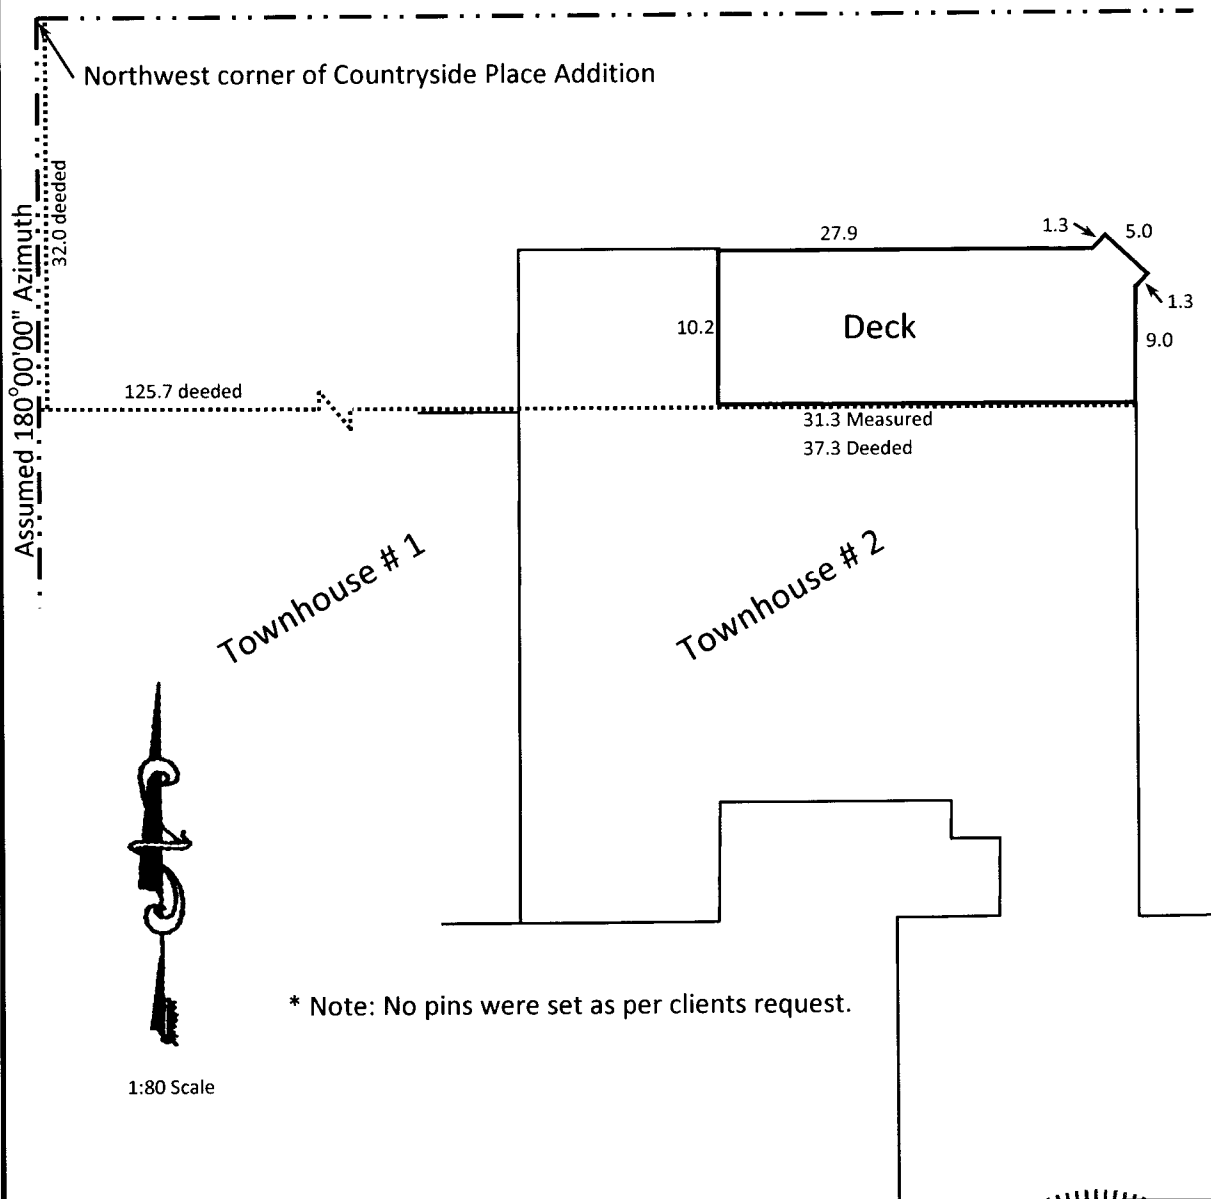 Northwest corner of Countryside Place Addition
32.0 deeded
Assumed 180°00'00" Azimuth
27.9
1.3
5.0
1.3
9.0
10.2
Deck
125.7 deeded
31.3 Measured
37.3 Deeded
Townhouse # 1
Townhouse # 2
* Note: No pins were set as per clients request.
1:80 Scale